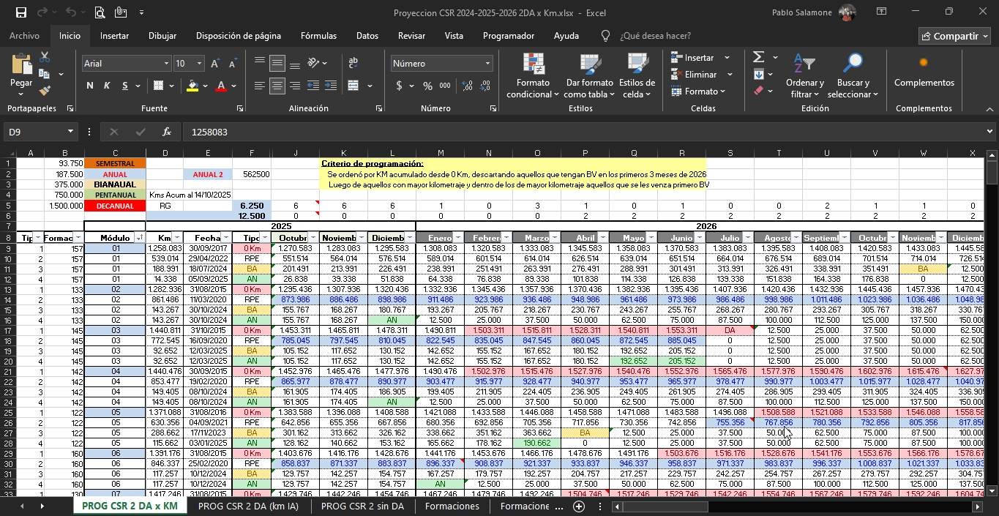 Proyeccion CSR 2024-2025-2026 2DA x Km.xlsx - Excel
Pablo Salamone
Archivo Inicio Insertar Dibujar Disposición de página Fórmulas Datos Revisar Vista Programador Ayuda ¿Qué desea hacer? Compartir
Pegar
Arial 10
N K S
Número
$ % 000
Formato condicional
Dar formato como tabla
Estilos de celda
Insertar
Eliminar
Formato
Ordenar y filtrar
Buscar y seleccionar
Complementos
Portapapeles Fuente Alineación Número Estilos Celdas Edición Complementos
D9 fx 1258083
A B C D E F J K L M N O P Q R S T U V W X
1 93.750 SEMESTRAL Criterio de programación:
2 187.500 ANUAL ANUAL 2 562500 Se ordenó por KM acumulado desde 0 Km, descartando aquellos que tengan BV en los primeros 3 meses de 2026
3 375.000 BIANAUAL Luego de aquellos con mayor kilometraje y dentro de los de mayor kilometraje aquellos que se les venza primero BV
4 750.000 PENTANUAL Kms Acum al 14/10/2025
5 1.500.000 DECANUAL RG 6.250 6 6 6 1 0 3 1 0 1 0 0 2 1 1 0
6 12.500 0 0 0 0 0 0 2 2 2 2 2 2 2 2 2
7 2025 2026
8 Tip Formac Módulo Km Fecha Tipo Octubr Noviemb Diciemb Enero Febrer Marzo Abril Mayo Junio Julio Agosto Septiemb Octubr Noviemb Diciemb
9 1 157 01 1.258.083 30/09/2017 0 Km 1.270.583 1.283.083 1.295.583 1.308.083 1.320.583 1.333.083 1.345.583 1.358.083 1.370.583 1.383.083 1.395.583 1.408.083 1.420.583 1.433.083 1.445.58
10 2 157 01 539.014 29/04/2022 RPE 551.514 564.014 576.514 589.014 601.514 614.014 626.514 639.014 651.514 664.014 676.514 689.014 701.514 714.014 726.51
11 3 157 01 188.991 18/07/2024 BA 201.491 213.991 226.491 238.991 251.491 263.991 276.491 288.991 301.491 313.991 326.491 338.991 351.491 BA 12.500
12 4 157 01 14.338 05/09/2025 AN 26.838 39.338 51.838 64.338 76.838 89.338 101.838 114.338 126.838 139.338 151.838 164.338 176.838 0 12.500
13 1 133 02 1.282.936 31/08/2015 0 Km 1.295.436 1.307.936 1.320.436 1.332.936 1.345.436 1.357.936 1.370.436 1.382.936 1.395.436 1.407.936 1.420.436 1.432.936 1.445.436 1.457.936 1.470.43
14 2 133 02 861.486 11/03/2020 RPE 873.986 886.486 898.986 911.486 923.986 936.486 948.986 961.486 973.986 986.486 998.986 1.011.486 1.023.986 1.036.486 1.048.98
15 3 133 02 143.267 30/10/2024 BA 155.767 168.267 180.767 193.267 205.767 218.267 230.767 243.267 255.767 268.267 280.767 293.267 305.767 318.267 330.76
16 4 133 02 143.267 30/10/2024 AN 155.767 168.267 AN 12.500 25.000 37.500 50.000 62.500 75.000 87.500 100.000 112.500 125.000 137.500 150.00
17 1 145 03 1.440.811 31/10/2015 0 Km 1.453.311 1.465.811 1.478.311 1.490.811 1.503.311 1.515.811 1.528.311 1.540.811 1.553.311 DA 12.500 25.000 37.500 50.000 62.500
18 2 145 03 772.545 16/09/2020 RPE 785.045 797.545 810.045 822.545 835.045 847.545 860.045 872.545 885.045 0 12.500 25.000 37.500 50.000 62.500
19 3 145 03 92.652 12/03/2025 BA 105.152 117.652 130.152 142.652 155.152 167.652 180.152 192.652 205.152 0 12.500 25.000 37.500 50.000 62.500
20 4 145 03 92.652 12/03/2025 AN 105.152 117.652 130.152 142.652 155.152 167.652 180.152 192.652 205.152 0 12.500 25.000 37.500 50.000 62.500
21 1 142 04 1.440.476 30/09/2015 0 Km 1.452.976 1.465.476 1.477.976 1.490.476 1.502.976 1.515.476 1.527.976 1.540.476 1.552.976 1.565.476 1.577.976 1.590.476 1.602.976 1.615.476 1.627.97
22 2 142 04 853.477 19/02/2020 RPE 865.977 878.477 890.977 903.477 915.977 928.477 940.977 953.477 965.977 978.477 990.977 1.003.477 1.015.977 1.028.477 1.040.97
23 3 142 04 149.405 08/10/2024 BA 161.905 174.405 186.905 199.405 211.905 224.405 236.905 249.405 261.905 274.405 286.905 299.405 311.905 324.405 336.90
24 4 142 04 149.405 08/10/2024 AN 161.905 174.405 AN 12.500 25.000 37.500 50.000 62.500 75.000 87.500 100.000 112.500 125.000 137.500 150.00
25 1 122 05 1.371.088 31/08/2016 0 Km 1.383.588 1.396.088 1.408.588 1.421.088 1.433.588 1.446.088 1.458.588 1.471.088 1.483.588 1.496.088 1.508.588 1.521.088 1.533.588 1.546.088 1.558.58
26 2 122 05 630.356 04/09/2021 RPE 642.856 655.356 667.856 680.356 692.856 705.356 717.856 730.356 742.856 755.356 767.856 780.356 792.856 805.356 817.85
27 3 122 05 288.662 17/11/2023 BA 301.162 313.662 326.162 338.662 351.162 363.662 BA 12.500 25.000 37.500 50.000 62.500 75.000 87.500 100.00
28 4 122 05 115.662 03/01/2025 AN 128.162 140.662 153.162 165.662 178.162 190.662 0 12.500 25.000 37.500 50.000 62.500 75.000 87.500 100.00
29 1 160 06 1.391.176 31/08/2015 0 Km 1.403.676 1.416.176 1.428.676 1.441.176 1.453.676 1.466.176 1.478.676 1.491.176 1.503.676 1.516.176 1.528.676 1.541.176 1.553.676 1.566.176 1.578.67
30 2 160 06 846.337 25/02/2020 RPE 858.837 871.337 883.837 896.337 908.837 921.337 933.837 946.337 958.837 971.337 983.837 996.337 1.008.837 1.021.337 1.033.83
31 3 160 06 117.257 10/12/2024 BA 129.757 142.257 154.757 167.257 179.757 192.257 204.757 217.257 229.757 242.257 254.757 267.257 279.757 292.257 304.75
32 4 160 06 117.257 10/12/2024 AN 129.757 142.257 154.757 AN 12.500 25.000 37.500 50.000 62.500 75.000 87.500 100.000 112.500 125.000 137.50
33 1 130 07 1.417.246 31/08/2015 0 Km 1.429.746 1.442.246 1.454.746 1.467.246 1.479.746 1.492.246 1.504.746 1.517.246 1.529.746 1.542.246 1.554.746 1.567.246 1.579.746 1.592.246 1.604.74
PROG CSR 2 DA x KM PROG CSR 2 DA (km IA) PROG CSR 2 sin DA Formaciones Formacione ...